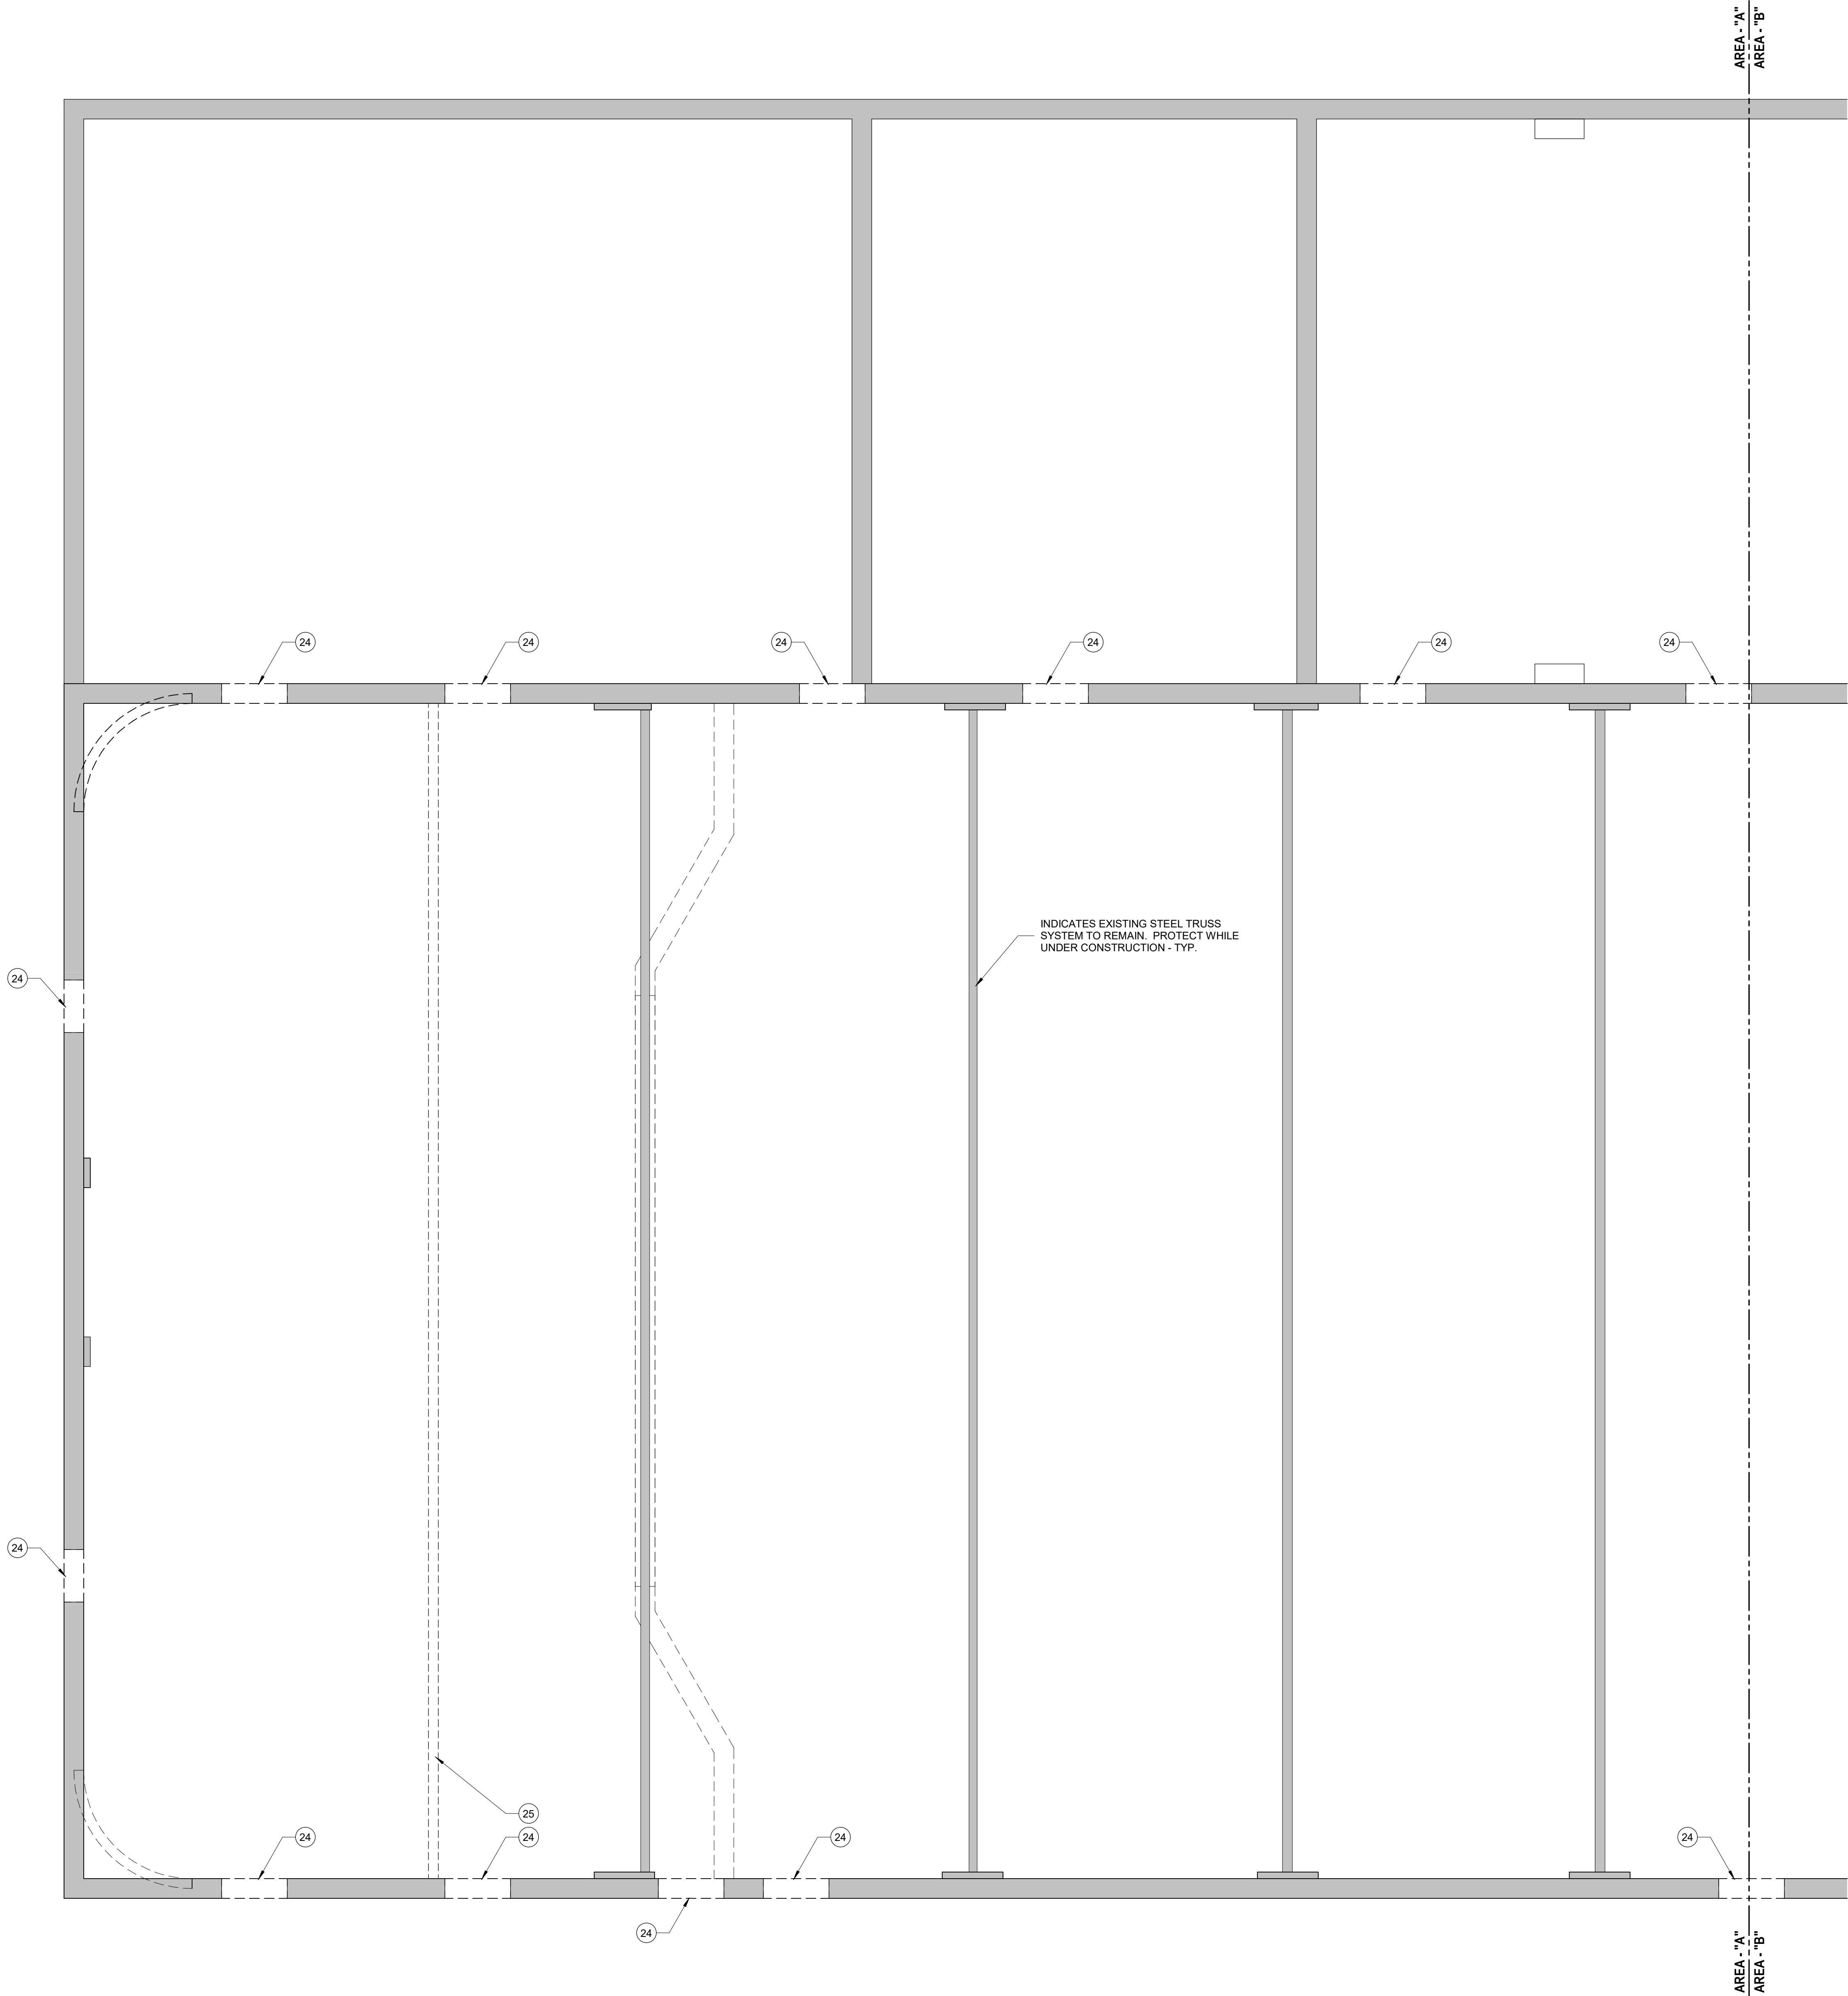 AREA - "A"
AREA - "B"
24
24
24
24
24
24
INDICATES EXISTING STEEL TRUSS
SYSTEM TO REMAIN.  PROTECT WHILE
UNDER CONSTRUCTION - TYP.
24
24
25
24
24
24
24
24
AREA - "A"
AREA - "B"